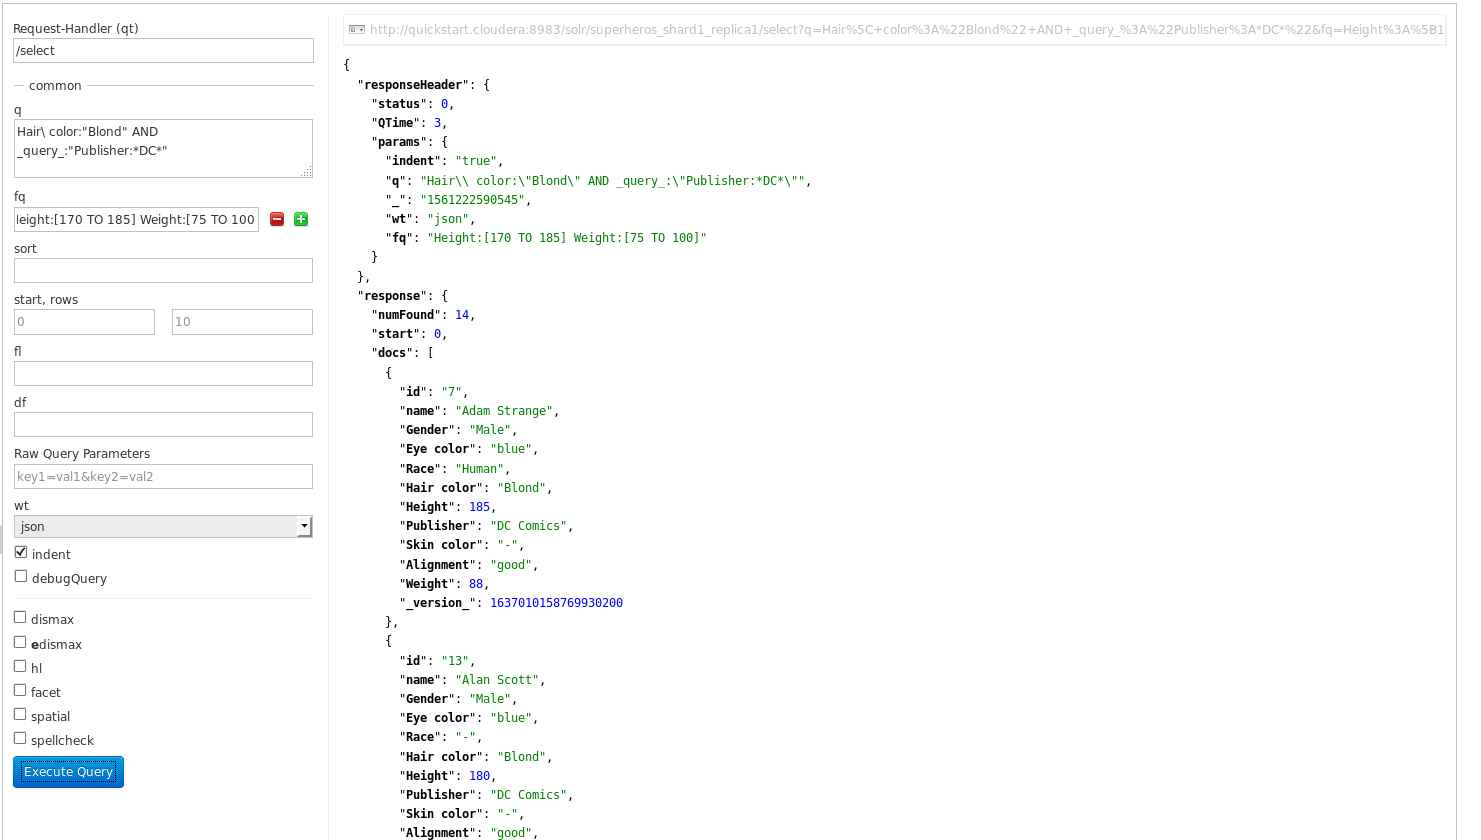 Request-Handler (qt)
/select
common
q
Hair\ color:"Blond" AND
_query_:"Publisher:*DC*"
fq
leight:[170 TO 185] Weight:[75 TO 100
sort
start, rows
0
10
fl
df
Raw Query Parameters
key1=val1&key2=val2
wt
json
indent
debugQuery
dismax
edismax
hl
facet
spatial
spellcheck
Execute Query
http://quickstart.cloudera:8983/solr/superheros_shard1_replica1/select?q=Hair%5C+color%3A%22Blond%22+AND+_query_%3A%22Publisher%3A*DC*%22&fq=Height%3A%5B1
{
"responseHeader": {
"status": 0,
"QTime": 3,
"params": {
"indent": "true",
"q": "Hair\\ color:\"Blond\" AND _query_:\"Publisher:*DC*\"",
"_": "1561222590545",
"wt": "json",
"fq": "Height:[170 TO 185] Weight:[75 TO 100]"
}
},
"response": {
"numFound": 14,
"start": 0,
"docs": [
{
"id": "7",
"name": "Adam Strange",
"Gender": "Male",
"Eye color": "blue",
"Race": "Human",
"Hair color": "Blond",
"Height": 185,
"Publisher": "DC Comics",
"Skin color": "-",
"Alignment": "good",
"Weight": 88,
"_version_": 1637010158769930200
},
{
"id": "13",
"name": "Alan Scott",
"Gender": "Male",
"Eye color": "blue",
"Race": "-",
"Hair color": "Blond",
"Height": 180,
"Publisher": "DC Comics",
"Skin color": "-",
"Alignment": "good",